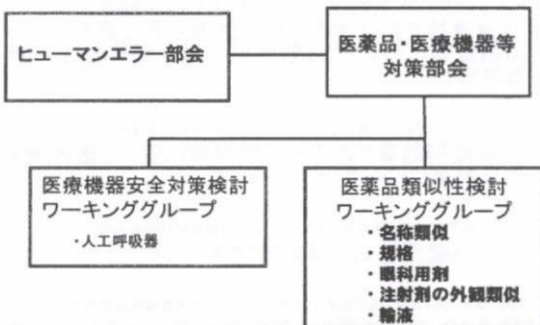 ヒューマンエラー部会
医薬品・医療機器等
対策部会
医療機器安全対策検討
ワーキンググループ
・人工呼吸器
医薬品類似性検討
ワーキンググループ
・名称類似
・規格
・眼科用剤
・注射剤の外観類似
・輸液